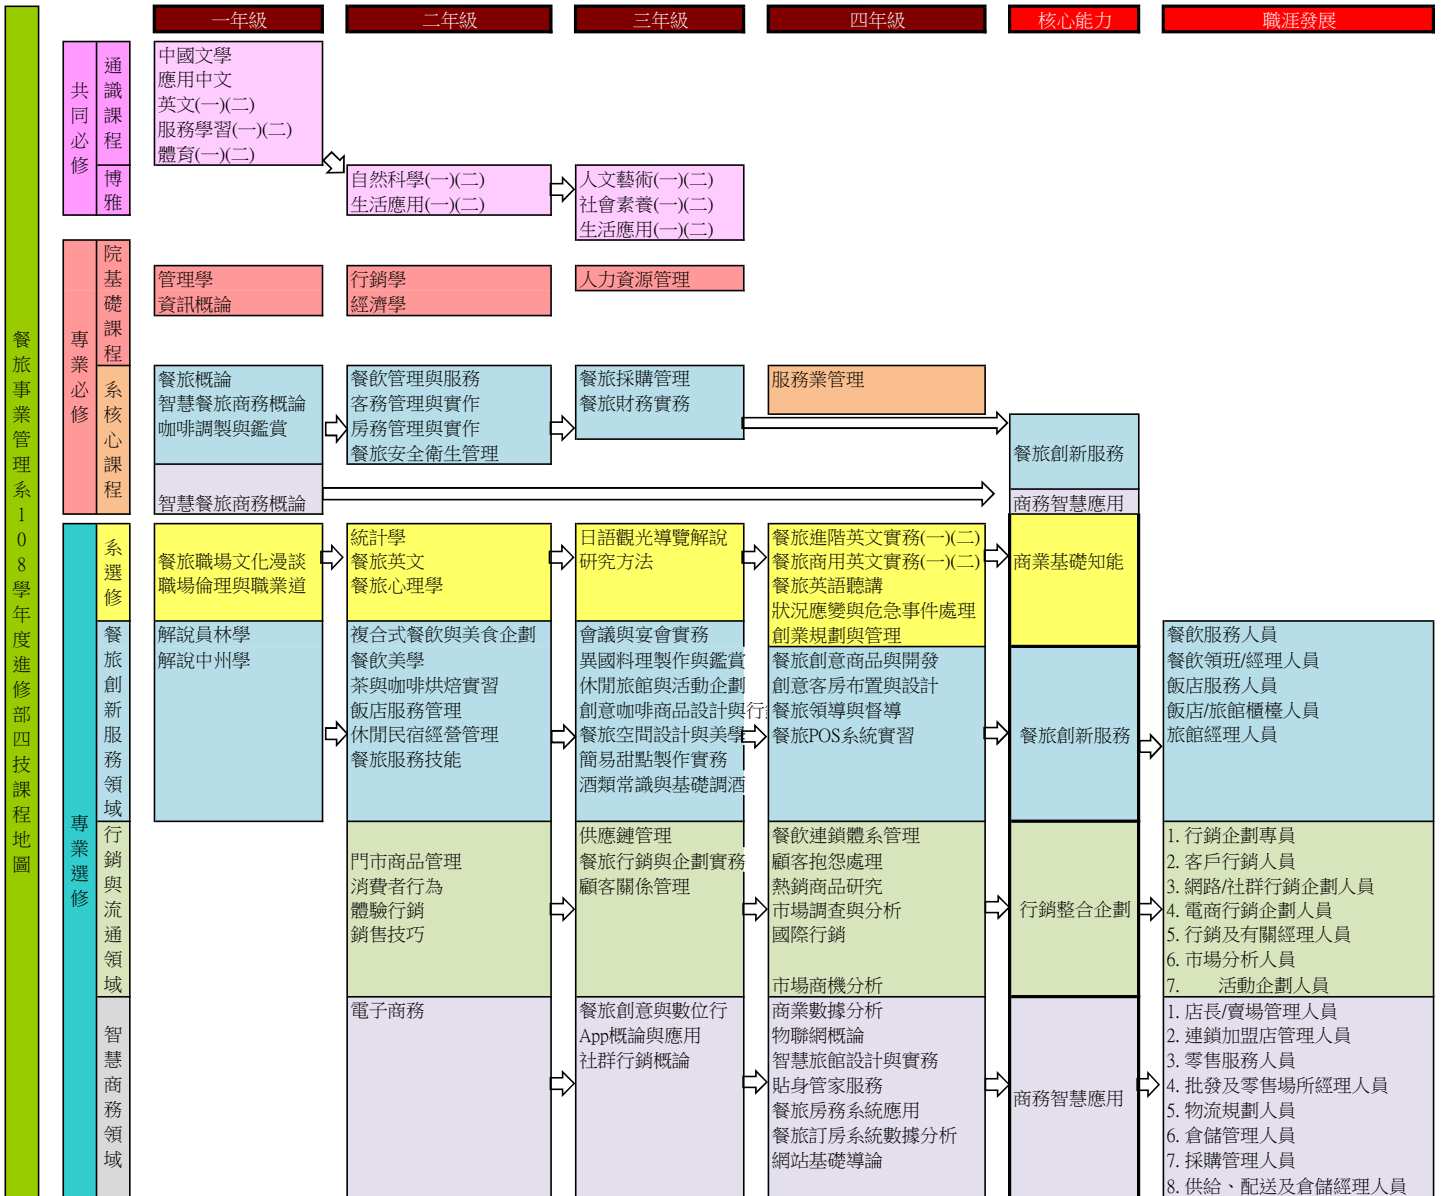 一年級
二年級
三年級
四年級
核心能力
職涯發展
餐旅事業管理系108學年度進修部四技課程地圖
共同必修
通識課程
中國文學
應用中文
英文(一)(二)
服務學習(一)(二)
體育(一)(二)
博雅
自然科學(一)(二)
生活應用(一)(二)
人文藝術(一)(二)
社會素養(一)(二)
生活應用(一)(二)
專業必修
院基礎課程
管理學
資訊概論
行銷學
經濟學
人力資源管理
系核心課程
餐旅概論
智慧餐旅商務概論
咖啡調製與鑑賞
餐飲管理與服務
客務管理與實作
房務管理與實作
餐旅安全衛生管理
餐旅採購管理
餐旅財務實務
服務業管理
餐旅創新服務
智慧餐旅商務概論
商務智慧應用
專業選修
系選修
餐旅職場文化漫談
職場倫理與職業道
統計學
餐旅英文
餐旅心理學
日語觀光導覽解說
研究方法
餐旅進階英文實務(一)(二)
餐旅商用英文實務(一)(二)
餐旅英語聽講
狀況應變與危急事件處理
創業規劃與管理
商業基礎知能
餐旅創新服務領域
解說員林學
解說中州學
複合式餐飲與美食企劃
餐飲美學
茶與咖啡烘焙實習
飯店服務管理
休閒民宿經營管理
餐旅服務技能
會議與宴會實務
異國料理製作與鑑賞
休閒旅館與活動企劃
創意咖啡商品設計與行
餐旅空間設計與美學
簡易甜點製作實務
酒類常識與基礎調酒
餐旅創意商品與開發
創意客房布置與設計
餐旅領導與督導
餐旅POS系統實習
餐旅創新服務
餐飲服務人員
餐飲領班/經理人員
飯店服務人員
飯店/旅館櫃檯人員
旅館經理人員
行銷與流通領域
門市商品管理
消費者行為
體驗行銷
銷售技巧
供應鏈管理
餐旅行銷與企劃實務
顧客關係管理
餐飲連鎖體系管理
顧客抱怨處理
熱銷商品研究
市場調查與分析
國際行銷
市場商機分析
行銷整合企劃
1. 行銷企劃專員
2. 客戶行銷人員
3. 網路/社群行銷企劃人員
4. 電商行銷企劃人員
5. 行銷及有關經理人員
6. 市場分析人員
7. 活動企劃人員
智慧商務領域
電子商務
餐旅創意與數位行
App概論與應用
社群行銷概論
商業數據分析
物聯網概論
智慧旅館設計與實務
貼身管家服務
餐旅房務系統應用
餐旅訂房系統數據分析
網站基礎導論
商務智慧應用
1. 店長/賣場管理人員
2. 連鎖加盟店管理人員
3. 零售服務人員
4. 批發及零售場所經理人員
5. 物流規劃人員
6. 倉儲管理人員
7. 採購管理人員
8. 供給、配送及倉儲經理人員